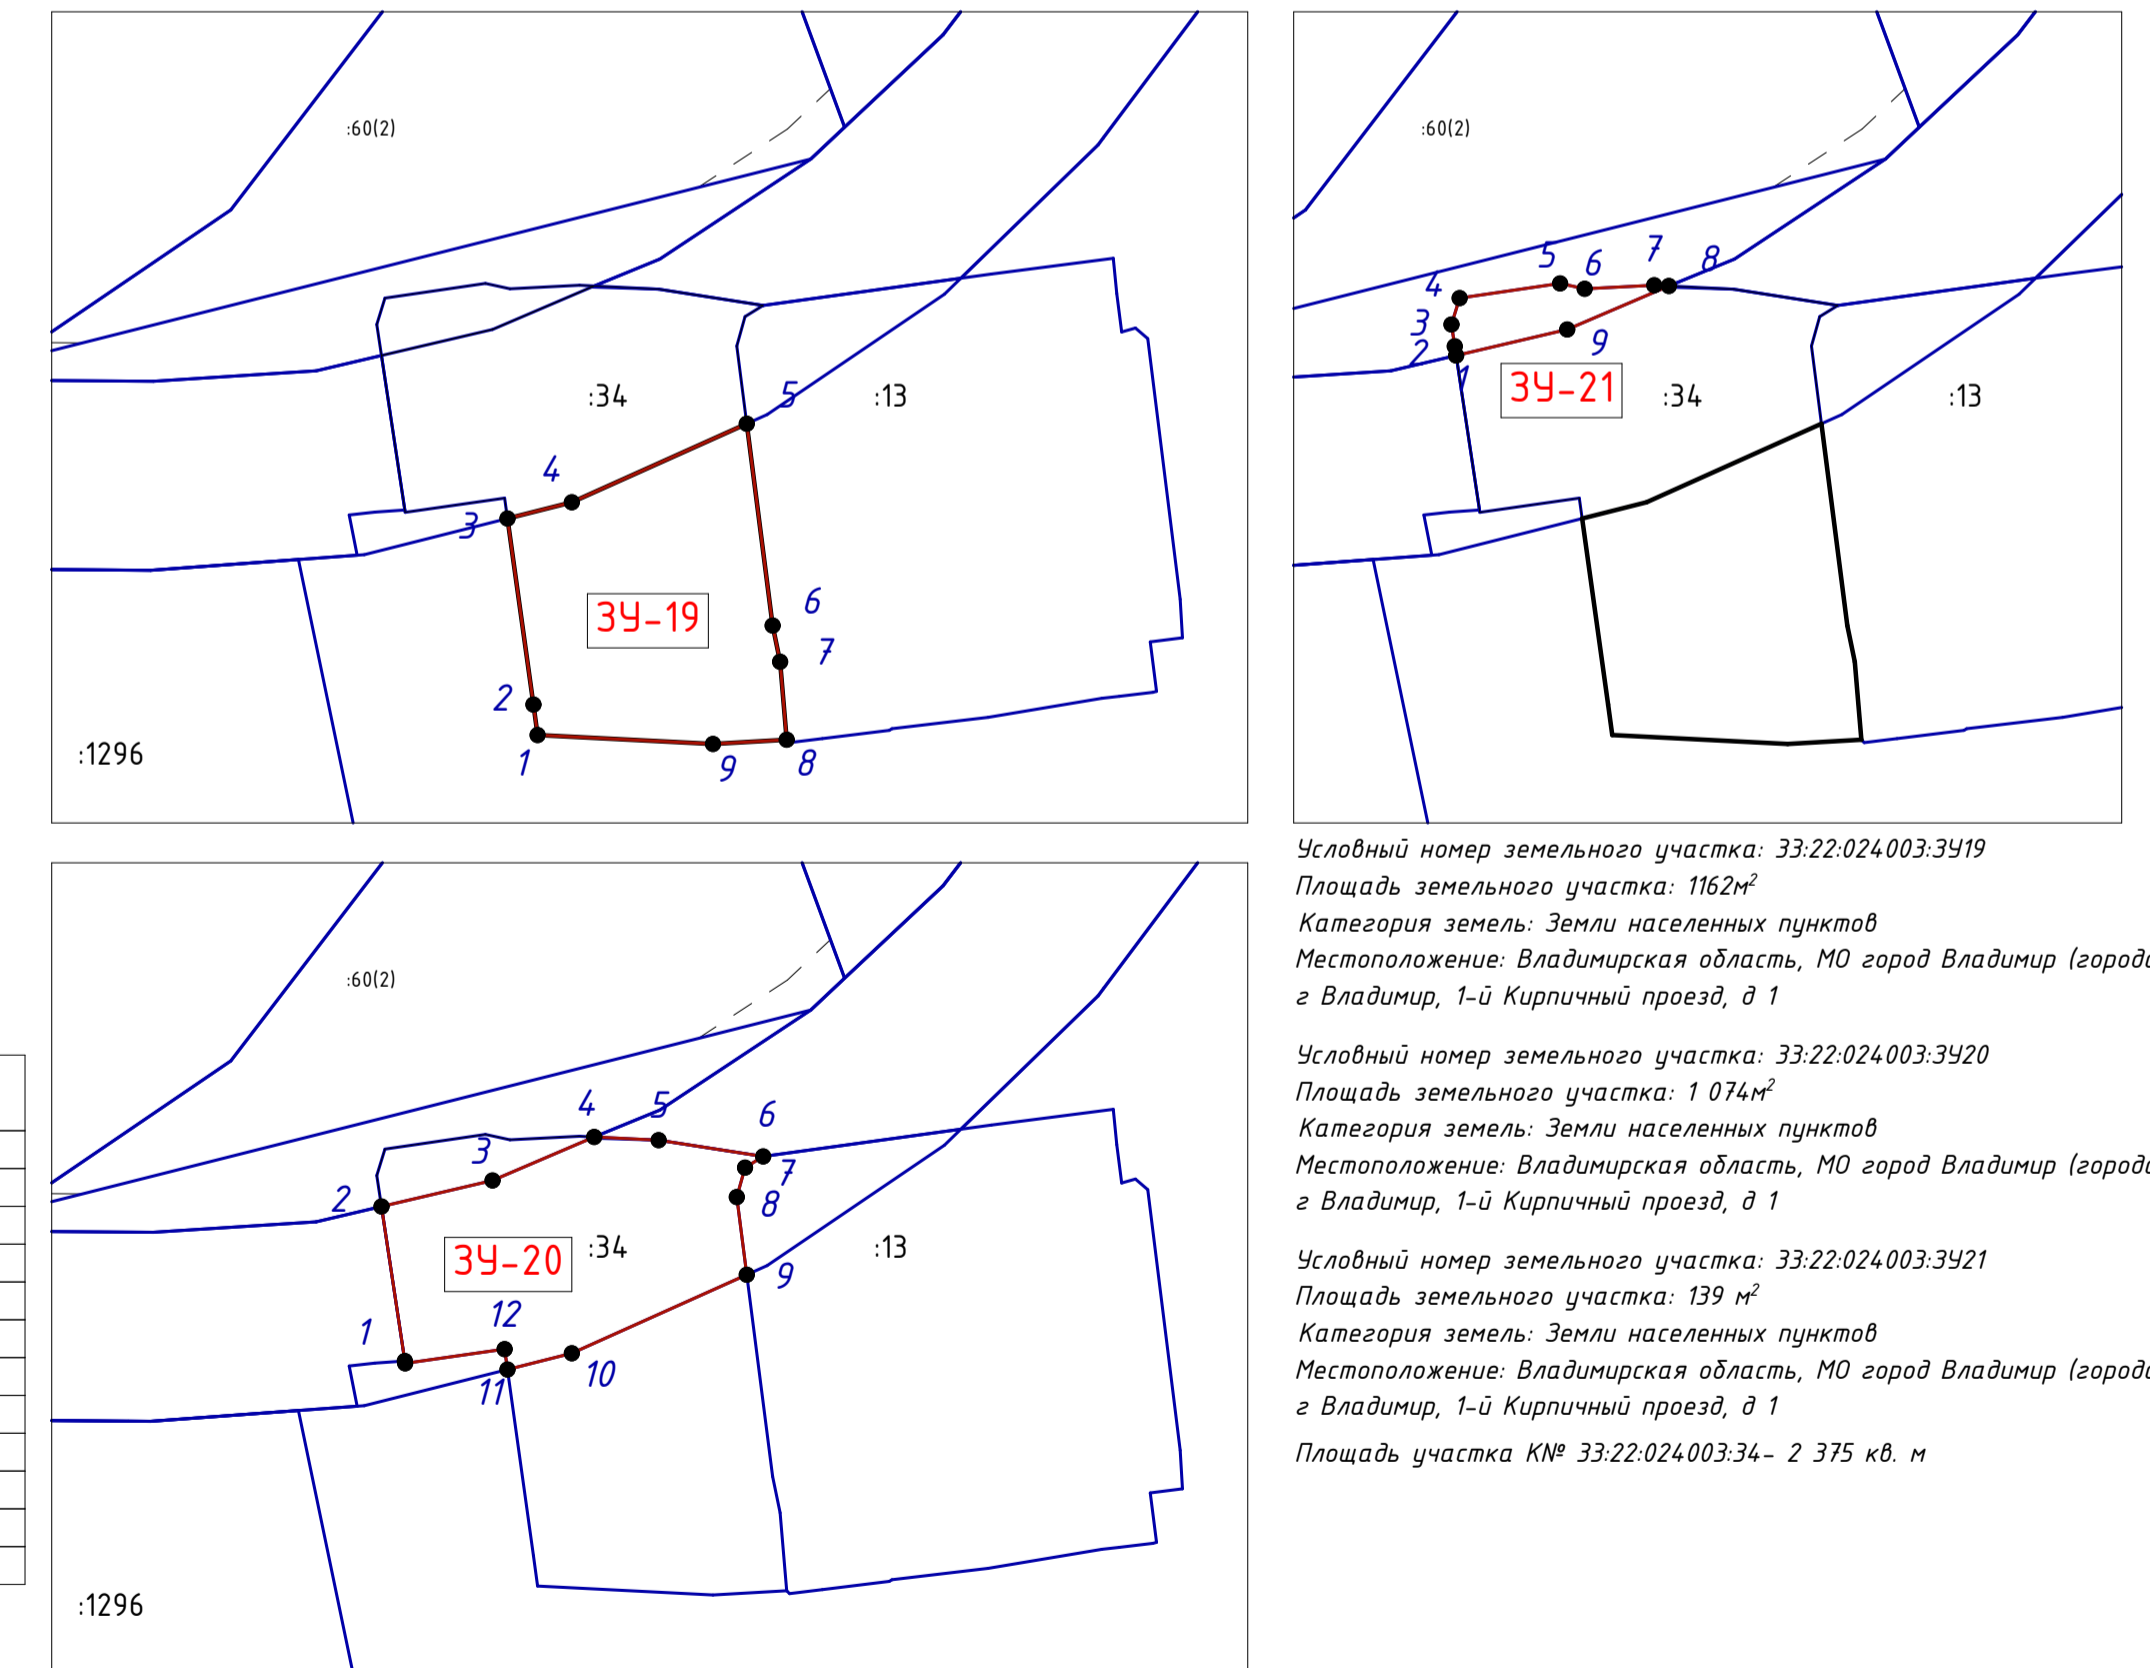 :60(2)
:34
:13
5
4
3
ЗУ-19
6
7
2
1
9
8
:1296
:60(2)
5
6
7
8
4
3
2
1
9
ЗУ-21
:34
:13
:60(2)
4
5
6
3
7
2
8
:34
:13
ЗУ-20
9
12
1
10
11
:1296
Условный номер земельного участка: 33:22:024003:ЗУ19
Площадь земельного участка: 1162м²
Категория земель: Земли населенных пунктов
Местоположение: Владимирская область, МО город Владимир
г Владимир, 1-й Кирпичный проезд, д 1
Условный номер земельного участка: 33:22:024003:ЗУ20
Площадь земельного участка: 1 074м²
Категория земель: Земли населенных пунктов
Местоположение: Владимирская область, МО город Владимир
г Владимир, 1-й Кирпичный проезд, д 1
Условный номер земельного участка: 33:22:024003:ЗУ21
Площадь земельного участка: 139 м²
Категория земель: Земли населенных пунктов
Местоположение: Владимирская область, МО город Владимир
г Владимир, 1-й Кирпичный проезд, д 1
Площадь участка К№ 33:22:024003:34- 2 375 кв. м